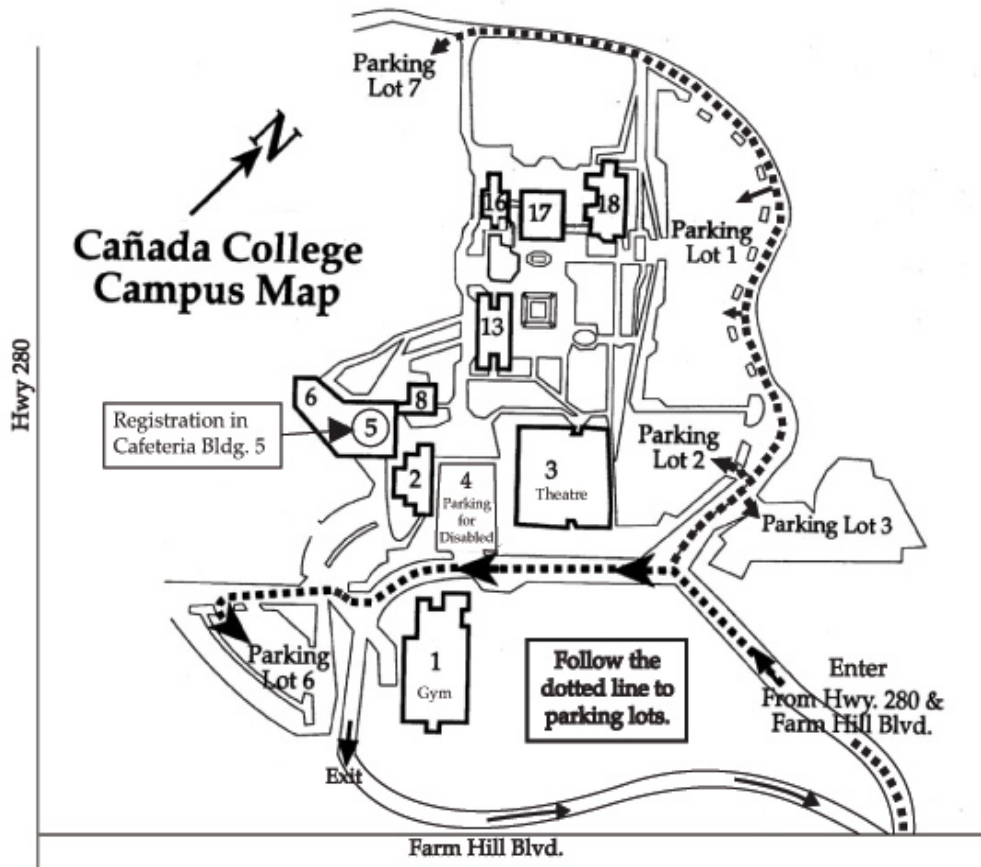 Parking
Lot 7
N
Cañada College
Campus Map
16
17
18
Parking
Lot 1
Hwy 280
13
6
8
Registration in
Cafeteria Bldg. 5
5
2
4
Parking
for
Disabled
3
Theatre
Parking
Lot 2
Parking Lot 3
Parking
Lot 6
1
Gym
Follow the
dotted line to
parking lots.
Enter
From Hwy. 280 &
Farm Hill Blvd.
Exit
Farm Hill Blvd.